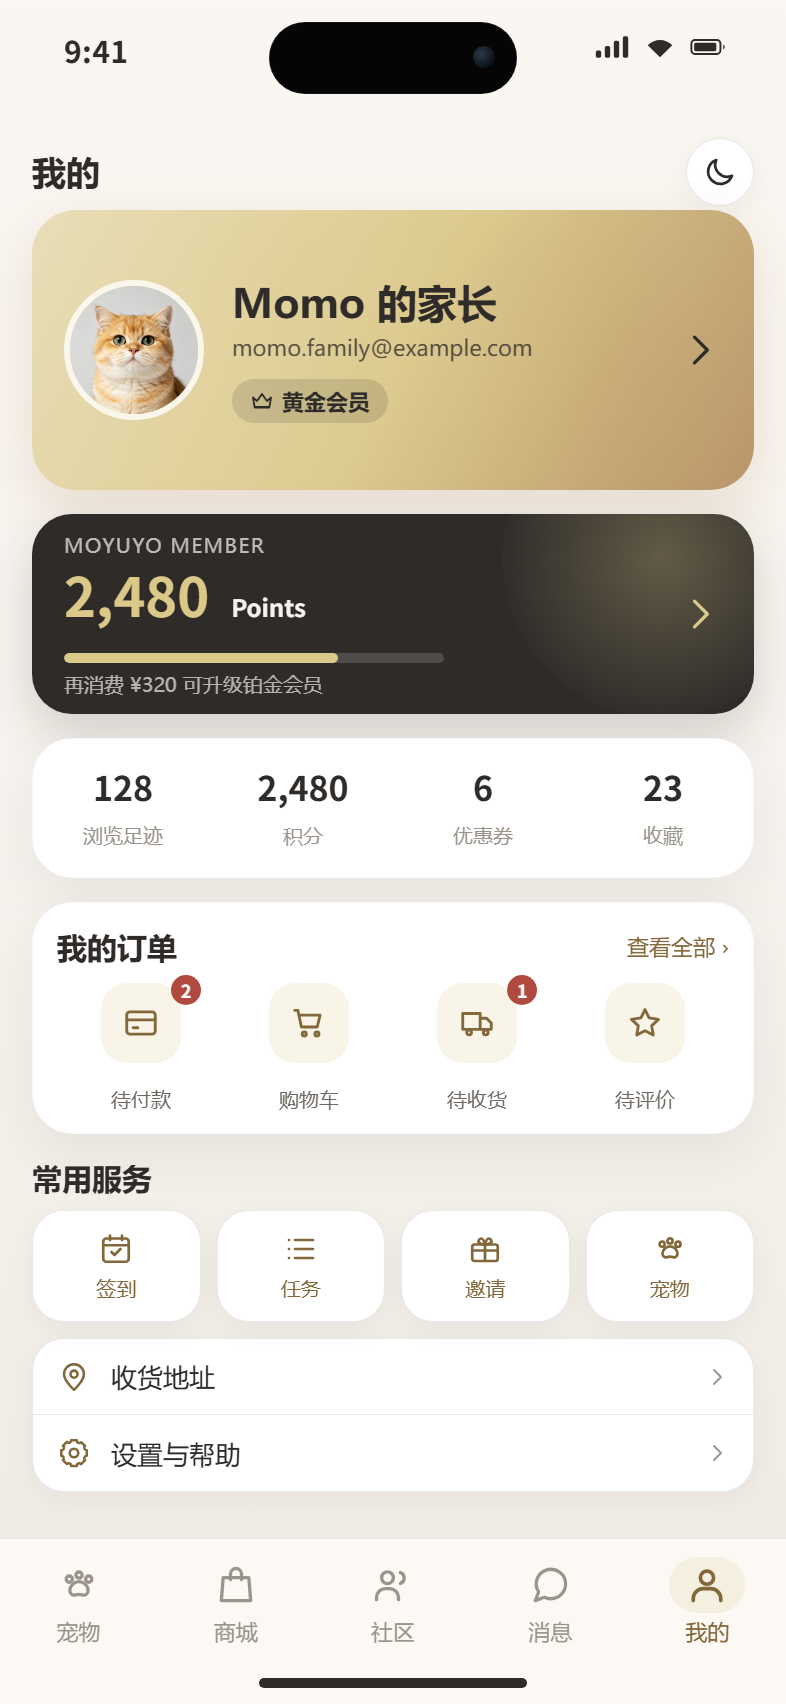 9:41
我的
Momo 的家长
momo.family@example.com
黄金会员
MOYUYO MEMBER
2,480 Points
再消费 ¥320 可升级铂金会员
128 2,480 6 23
浏览足迹 积分 优惠券 收藏
我的订单 查看全部 ›
2 1
待付款 购物车 待收货 待评价
常用服务
签到 任务 邀请 宠物
收货地址
设置与帮助
宠物 商城 社区 消息 我的